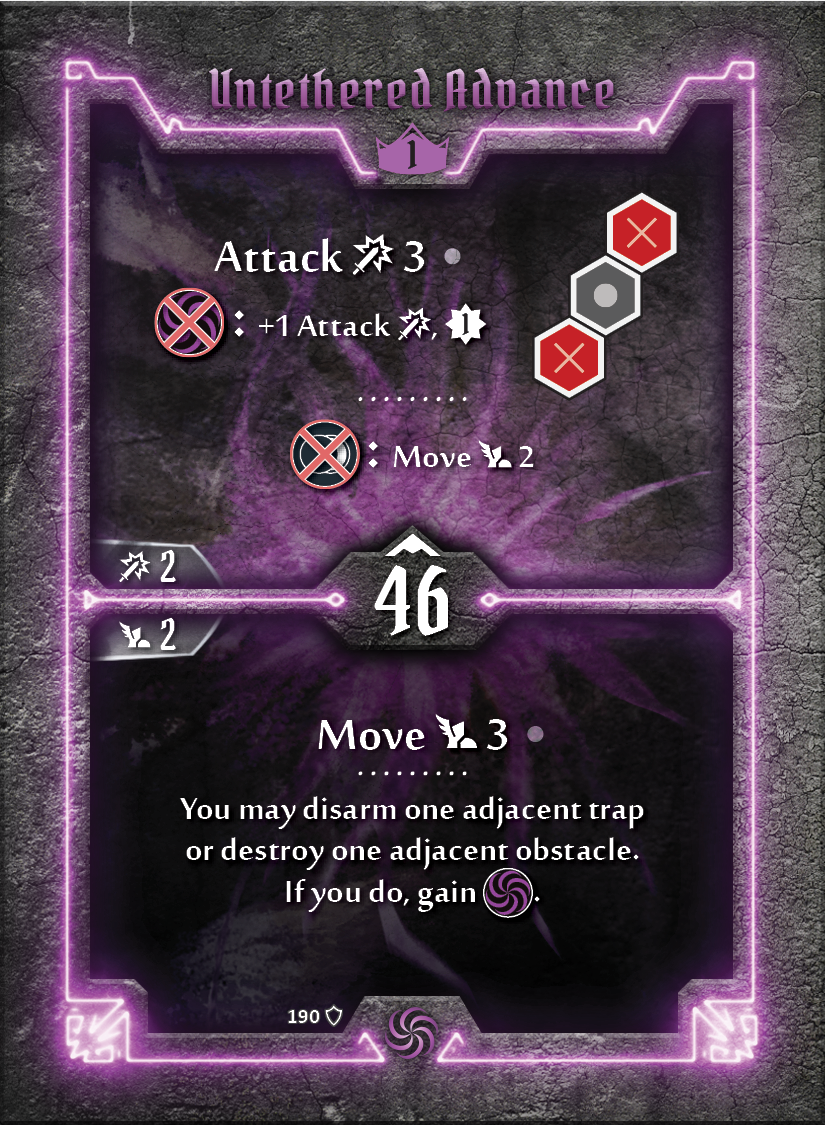 Untethered Advance
1
Attack 3
: +1 Attack , 1
: Move 2
2
46
2
Move 3
You may disarm one adjacent trap
or destroy one adjacent obstacle.
If you do, gain .
190